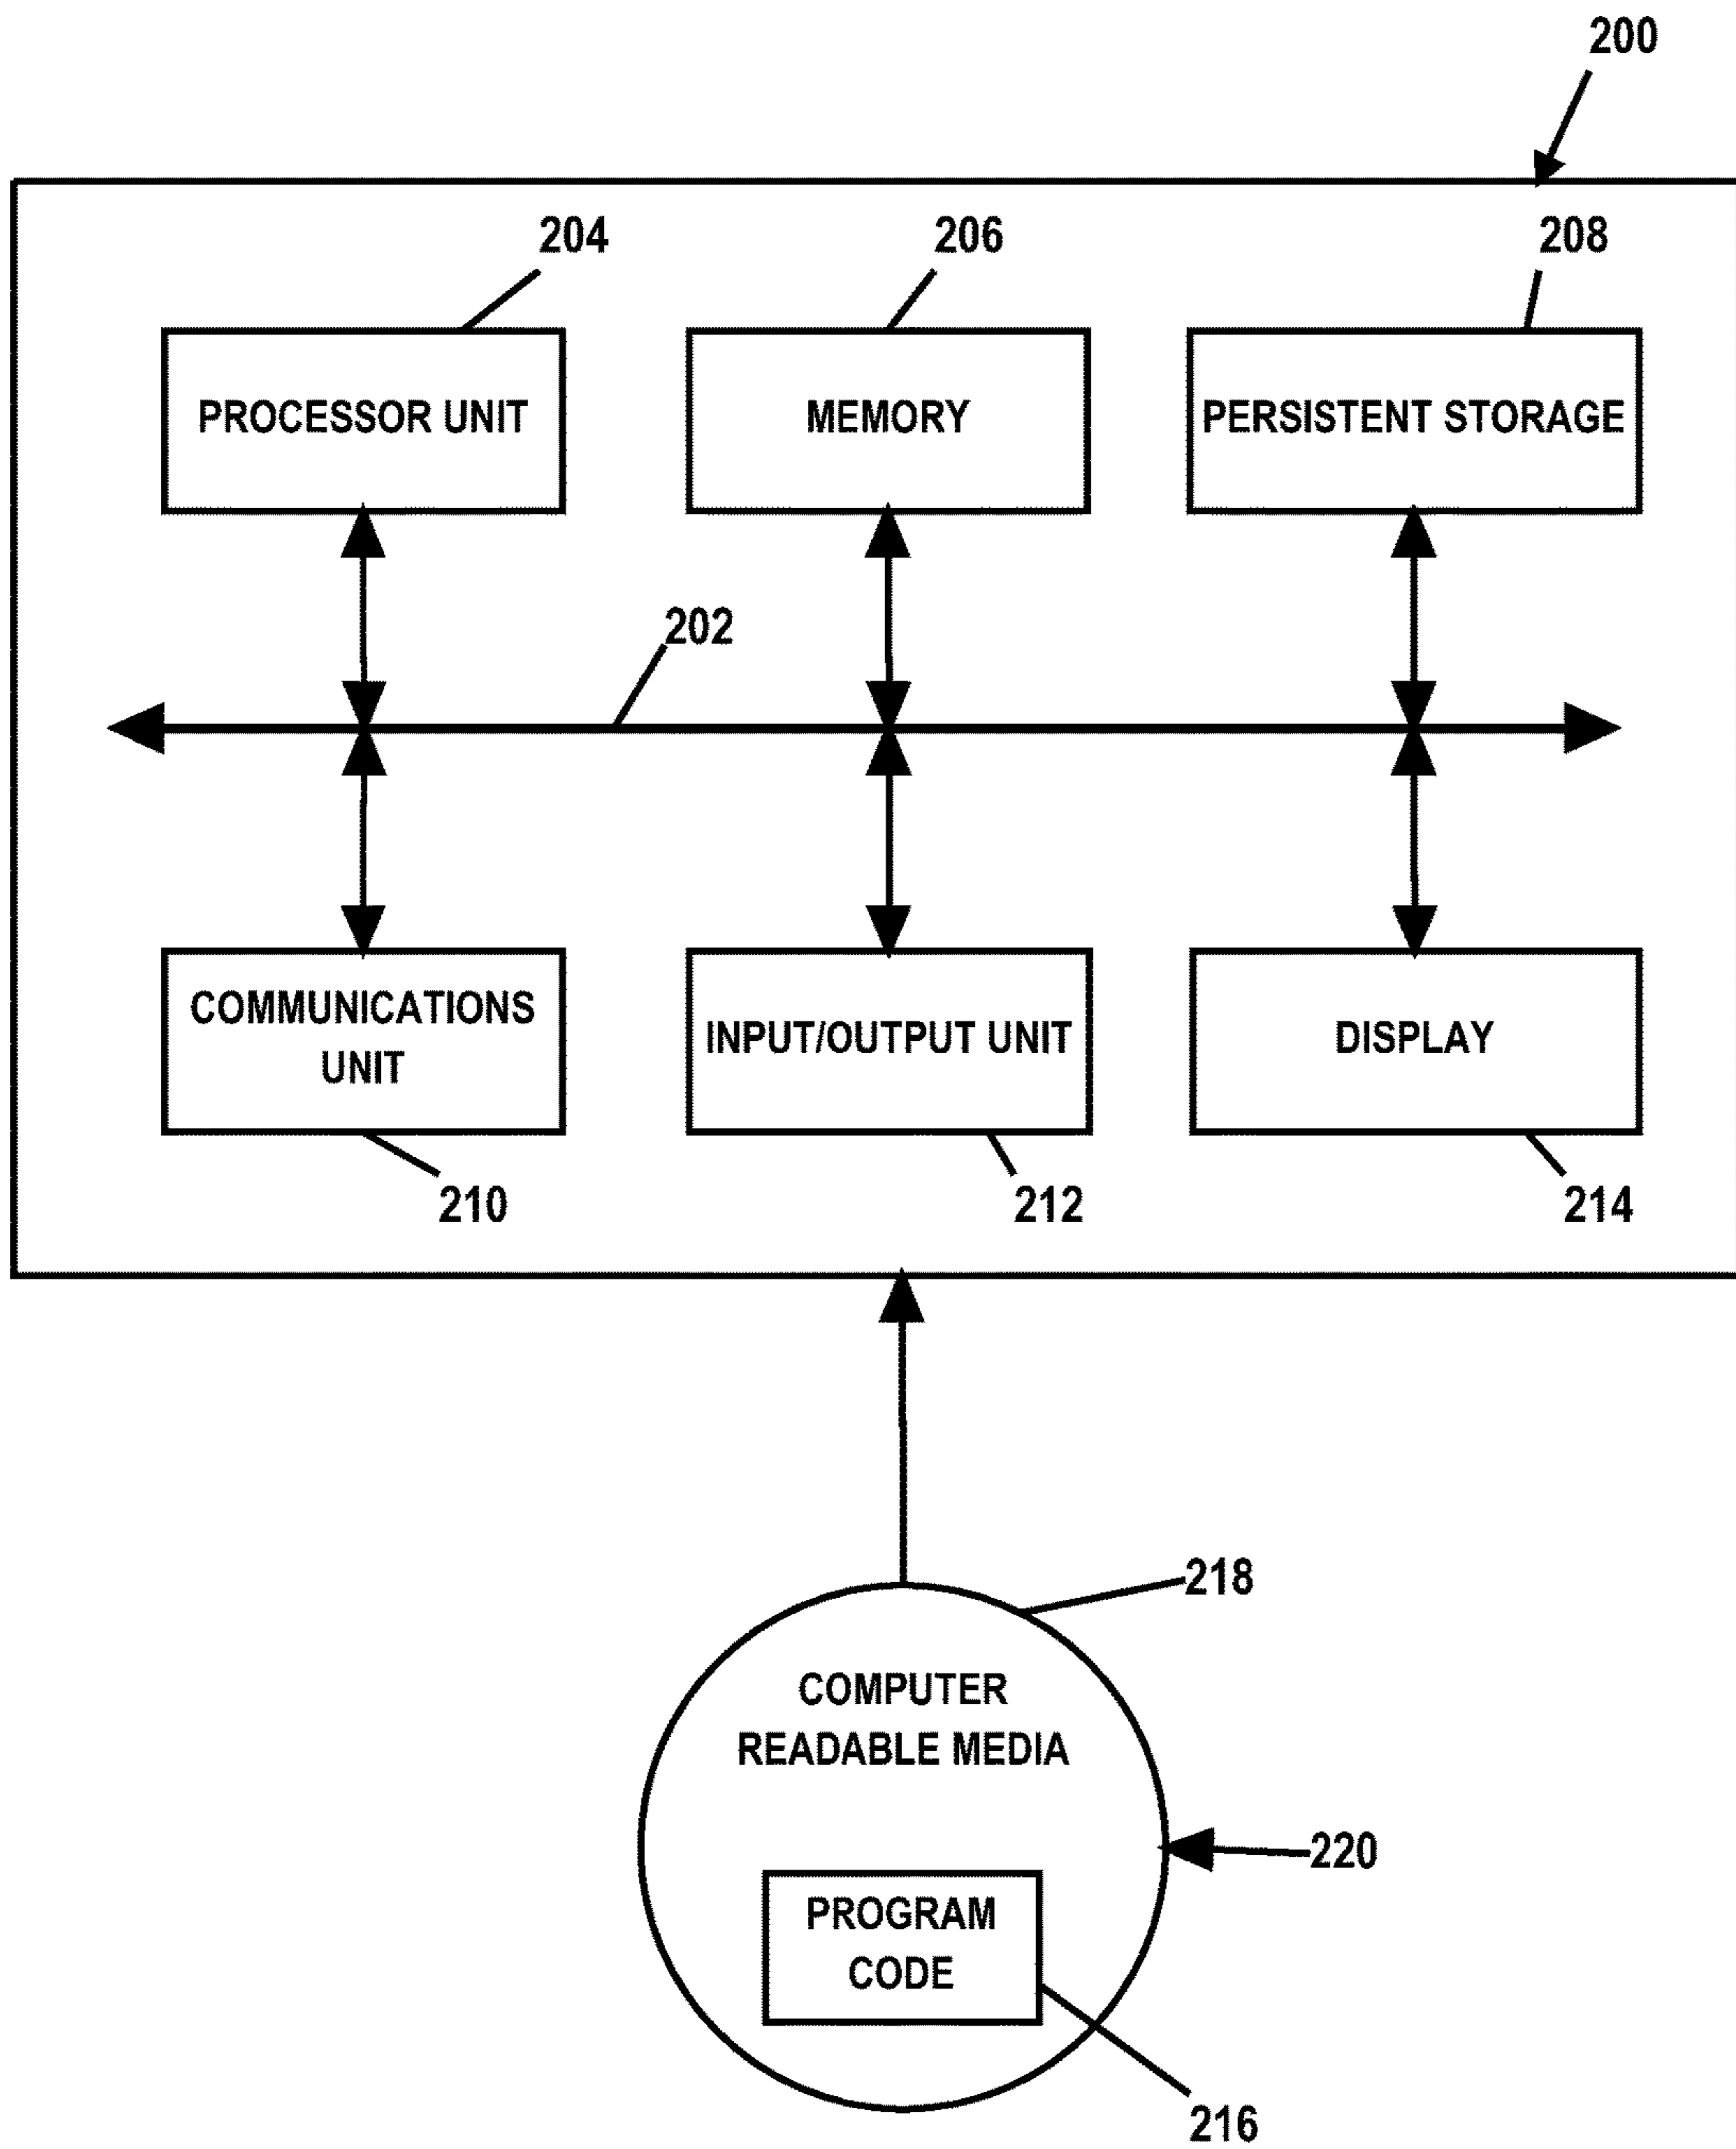 200
204
206
208
PROCESSOR UNIT
MEMORY
PERSISTENT STORAGE
202
COMMUNICATIONS
UNIT
INPUT/OUTPUT UNIT
DISPLAY
210
212
214
218
COMPUTER
READABLE MEDIA
220
PROGRAM
CODE
216